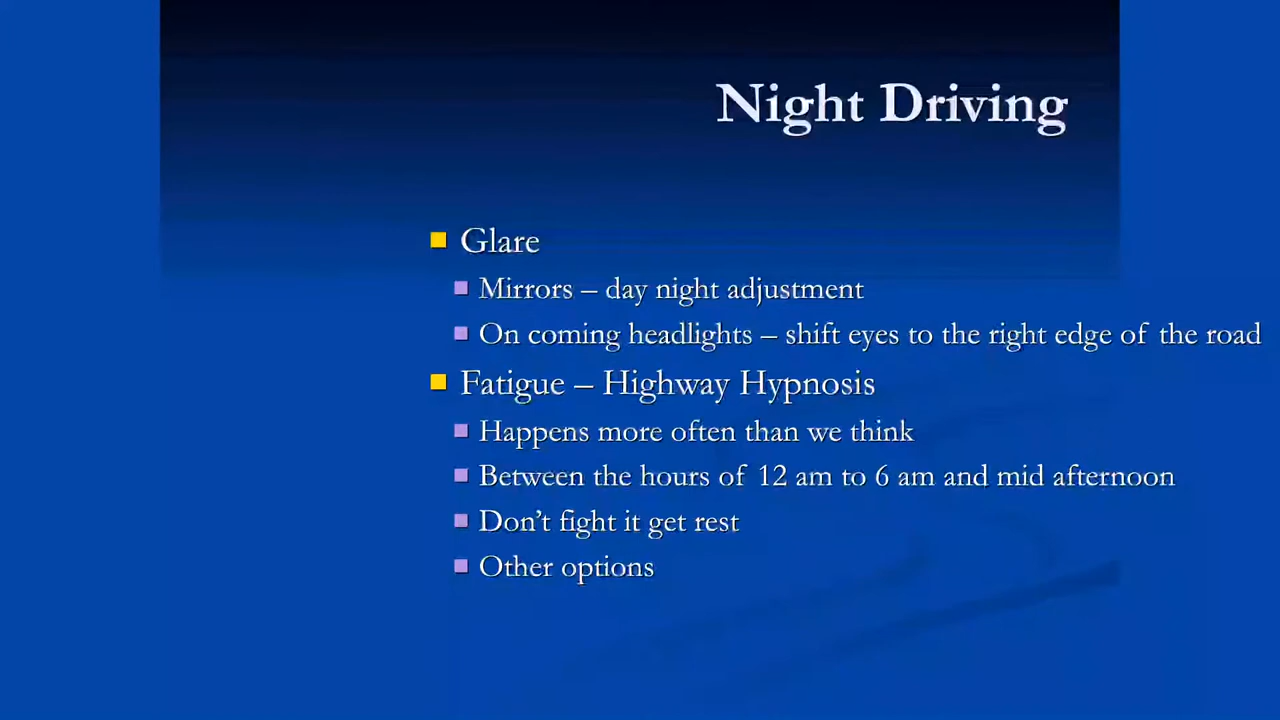 Night Driving
Glare
Mirrors – day night adjustment
On coming headlights – shift eyes to the right edge of the road
Fatigue – Highway Hypnosis
Happens more often than we think
Between the hours of 12 am to 6 am and mid afternoon
Don’t fight it get rest
Other options